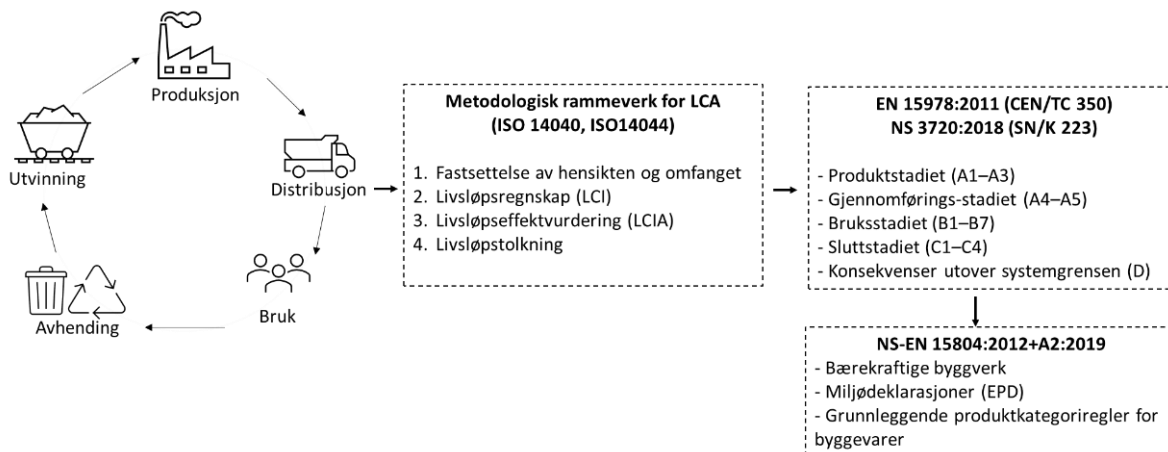 Produksjon
Utvinning
Distribusjon
Avhending
Bruk
Metodologisk rammeverk for LCA
(ISO 14040, ISO14044)
1. Fastsettelse av hensikten og omfanget
2. Livsløpsregnskap (LCI)
3. Livsløpseffektvurdering (LCIA)
4. Livsløpstolkning
EN 15978:2011 (CEN/TC 350)
NS 3720:2018 (SN/K 223)
- Produktstadiet (A1–A3)
- Gjennomførings-stadiet (A4–A5)
- Bruksstadiet (B1–B7)
- Sluttstadiet (C1–C4)
- Konsekvenser utover systemgrensen (D)
NS-EN 15804:2012+A2:2019
- Bærekraftige byggverk
- Miljødeklarasjoner (EPD)
- Grunnleggende produktkategoriregler for
byggevarer